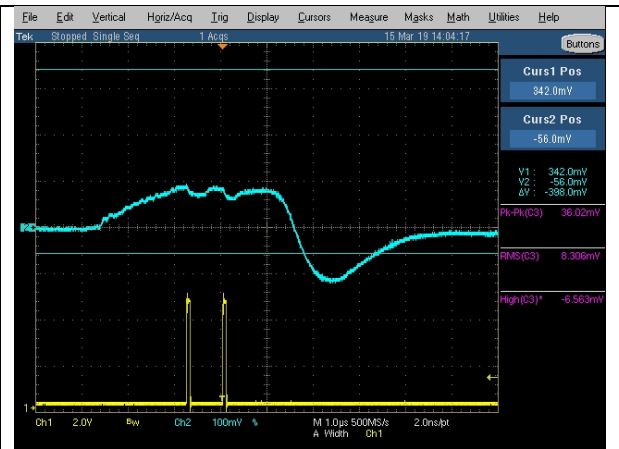 File Edit Vertical Horiz/Acq Trig Display Cursors Measure Masks Math Utilities Help
Tek Stopped Single Seq 1 Acqs 15 Mar 19 14:04:17
Buttons
Curs1 Pos
342.0mV
Curs2 Pos
-56.0mV
V1 : 342.0mV
V2 : -56.0mV
ΔV : -398.0mV
Pk-Pk(C3) 36.02mV
RMS(C3) 8.306mV
High(C3)* -6.563mV
1
Ch1 2.0V Bw Ch2 100mV M 1.0µs 500MS/s 2.0ns/pt
A Width Ch1